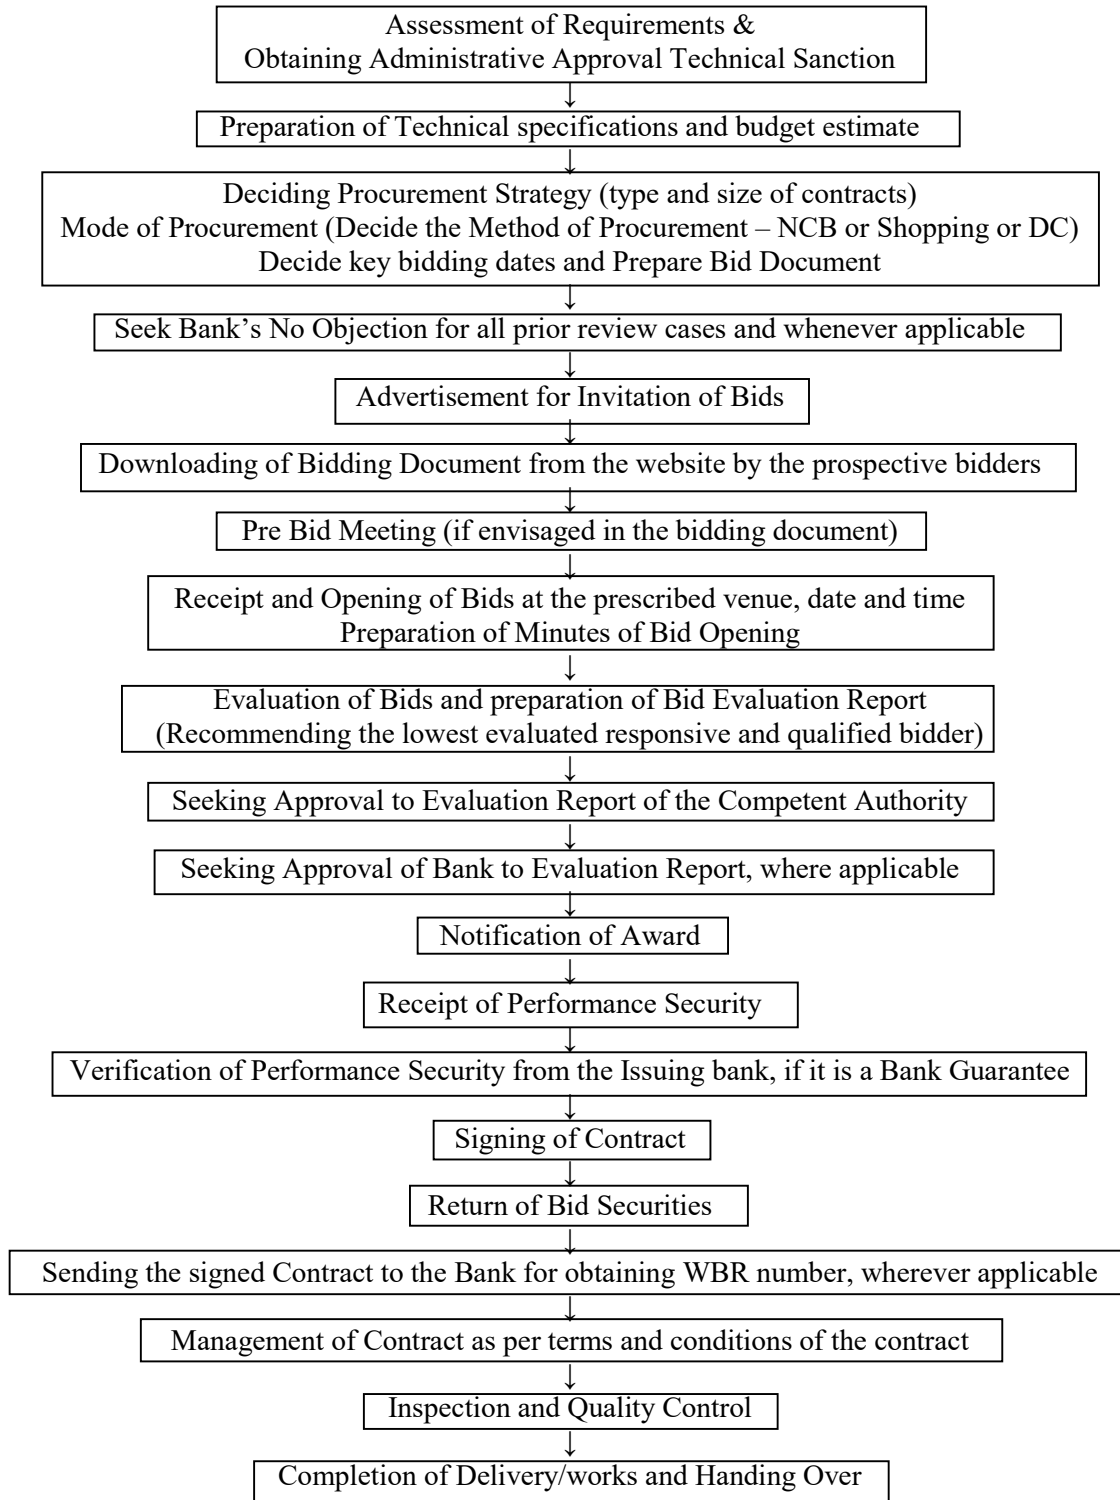 Assessment of Requirements &
Obtaining Administrative Approval Technical Sanction
Preparation of Technical specifications and budget estimate
Deciding Procurement Strategy (type and size of contracts)
Mode of Procurement (Decide the Method of Procurement – NCB or Shopping or DC)
Decide key bidding dates and Prepare Bid Document
Seek Bank’s No Objection for all prior review cases and whenever applicable
Advertisement for Invitation of Bids
Downloading of Bidding Document from the website by the prospective bidders
Pre Bid Meeting (if envisaged in the bidding document)
Receipt and Opening of Bids at the prescribed venue, date and time
Preparation of Minutes of Bid Opening
Evaluation of Bids and preparation of Bid Evaluation Report
(Recommending the lowest evaluated responsive and qualified bidder)
Seeking Approval to Evaluation Report of the Competent Authority
Seeking Approval of Bank to Evaluation Report, where applicable
Notification of Award
Receipt of Performance Security
Verification of Performance Security from the Issuing bank, if it is a Bank Guarantee
Signing of Contract
Return of Bid Securities
Sending the signed Contract to the Bank for obtaining WBR number, wherever applicable
Management of Contract as per terms and conditions of the contract
Inspection and Quality Control
Completion of Delivery/works and Handing Over